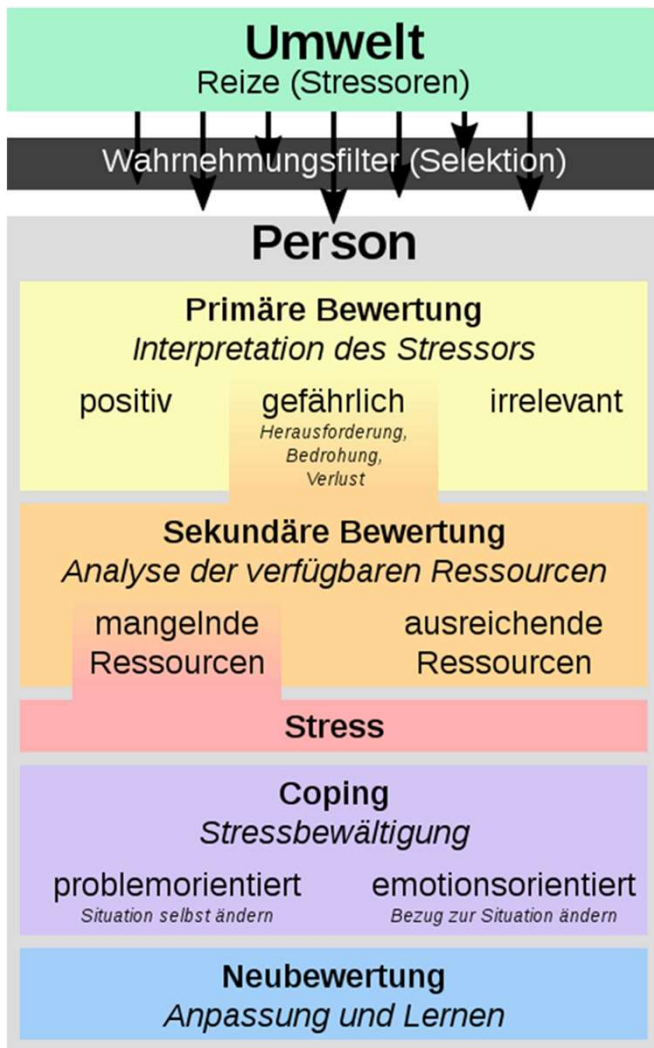 Umwelt
Reize (Stressoren)
Wahrnehmungsfilter (Selektion)
Person
Primäre Bewertung
Interpretation des Stressors
positiv
gefährlich
irrelevant
Herausforderung,
Bedrohung,
Verlust
Sekundäre Bewertung
Analyse der verfügbaren Ressourcen
mangelnde
Ressourcen
ausreichende
Ressourcen
Stress
Coping
Stressbewältigung
problemorientiert
Situation selbst ändern
emotionsorientiert
Bezug zur Situation ändern
Neubewertung
Anpassung und Lernen